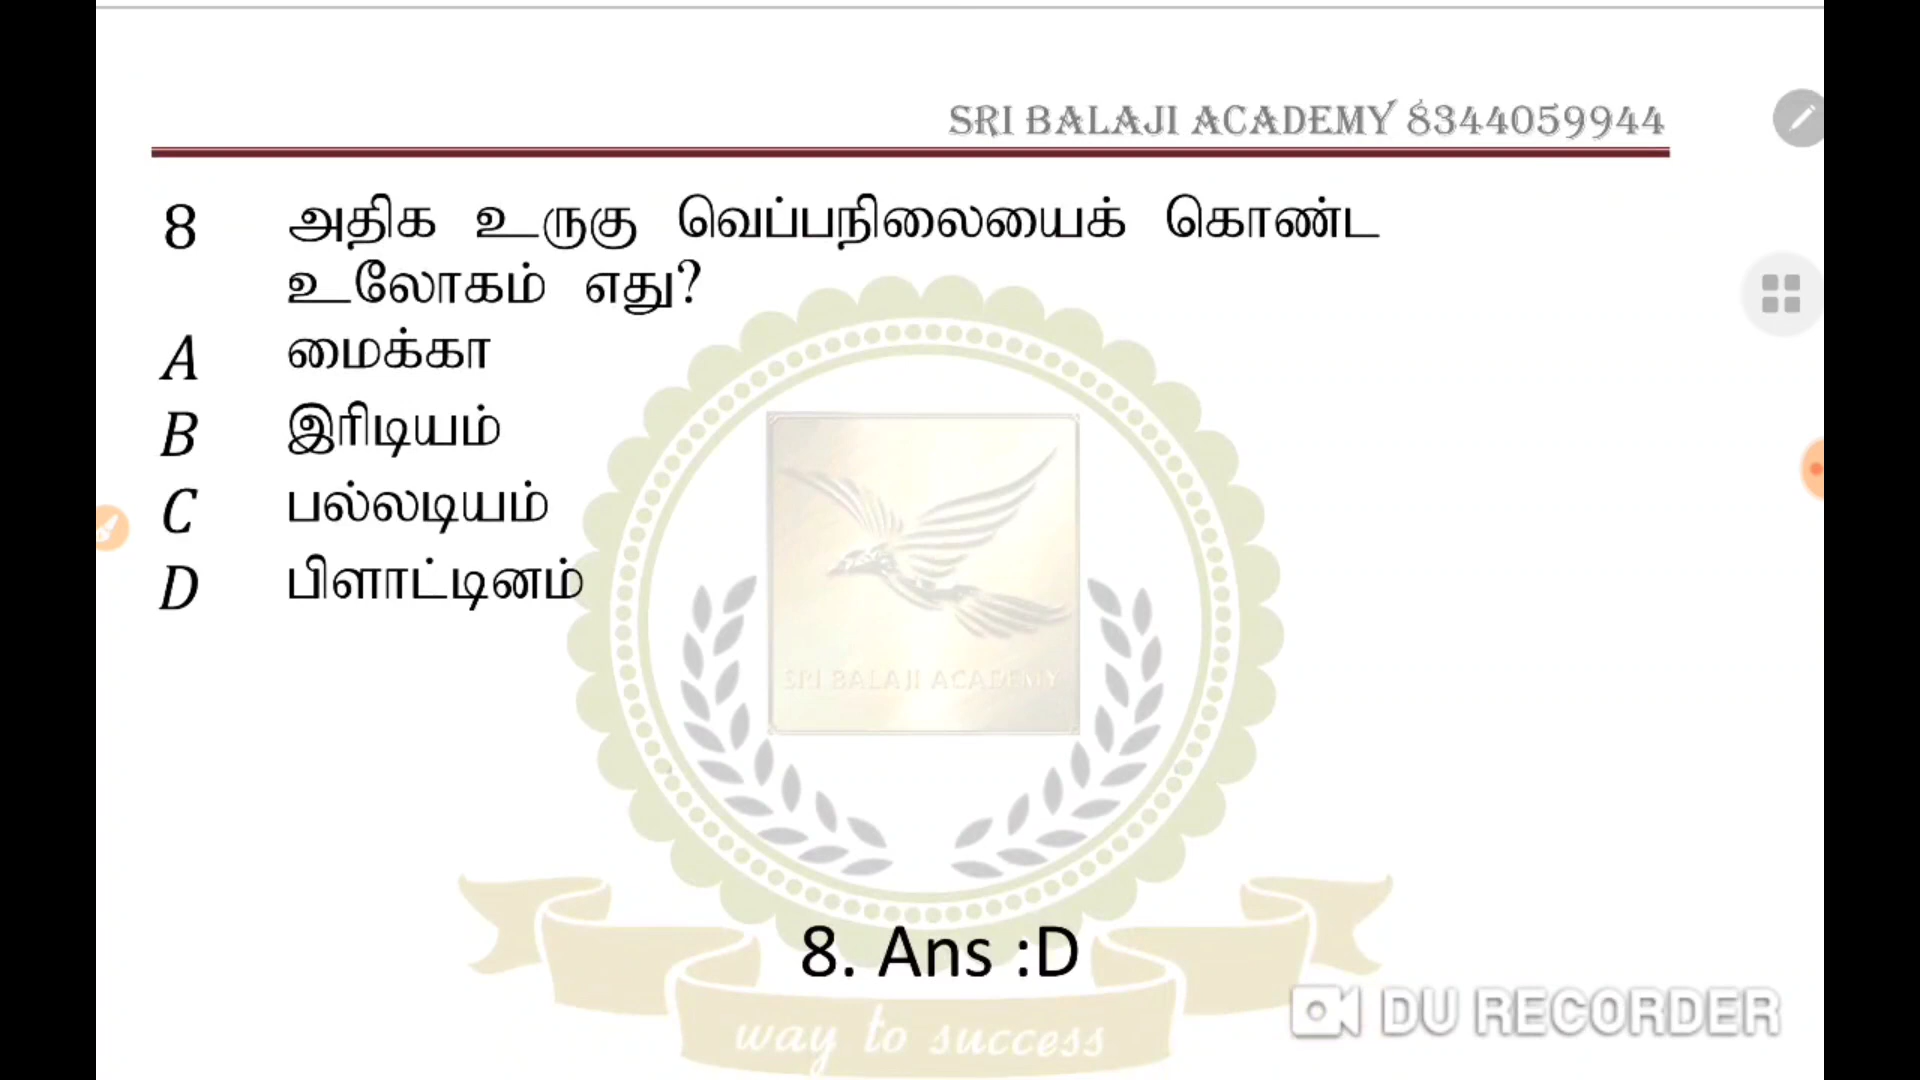 SRI BALAJI ACADEMY 8344059944
8 அதிக உருகு வெப்பநிலையைக் கொண்ட
உலோகம் எது?
A மைக்கா
B இரிடியம்
C பல்லடியம்
D பிளாட்டினம்
SRI BALAJI ACADEMY
8. Ans :D
way to success
DU RECORDER